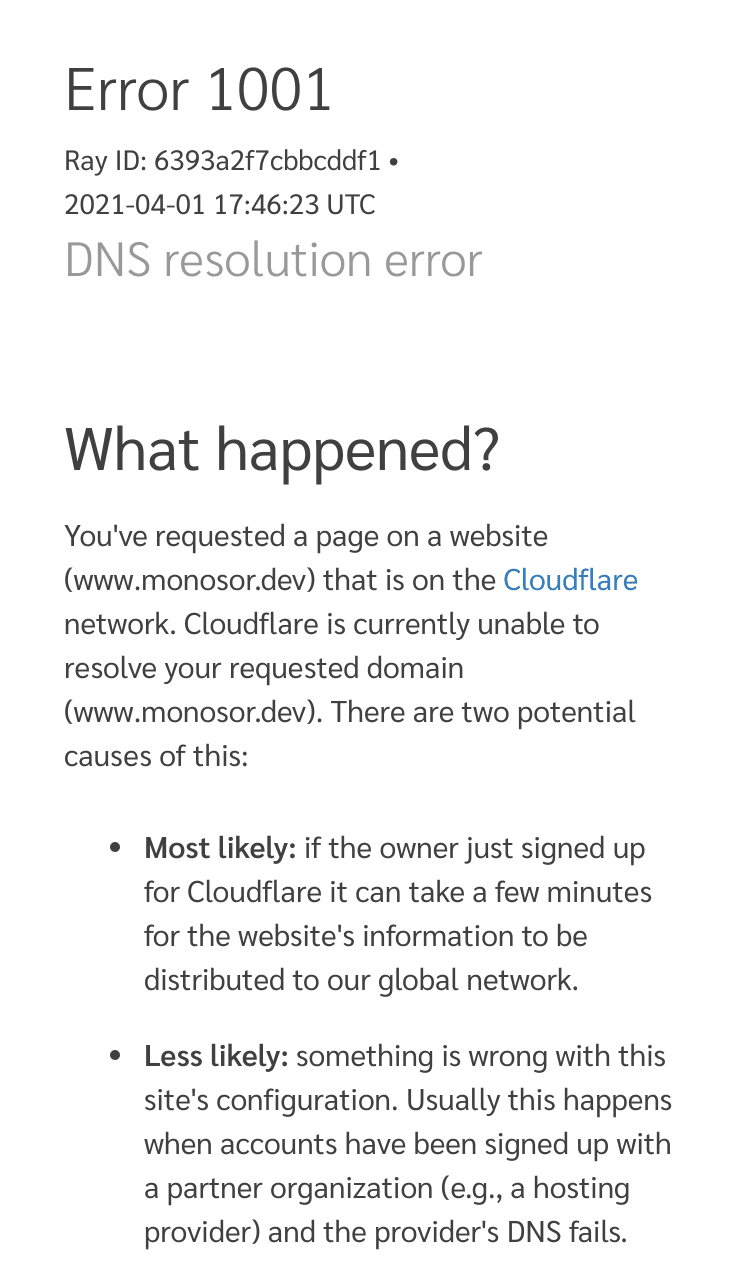 Error 1001
Ray ID: 6393a2f7cbbcddf1 •
2021-04-01 17:46:23 UTC
DNS resolution error
What happened?
You've requested a page on a website
(www.monosor.dev) that is on the Cloudflare
network. Cloudflare is currently unable to
resolve your requested domain
(www.monosor.dev). There are two potential
causes of this:
• Most likely: if the owner just signed up
for Cloudflare it can take a few minutes
for the website's information to be
distributed to our global network.
• Less likely: something is wrong with this
site's configuration. Usually this happens
when accounts have been signed up with
a partner organization (e.g., a hosting
provider) and the provider's DNS fails.